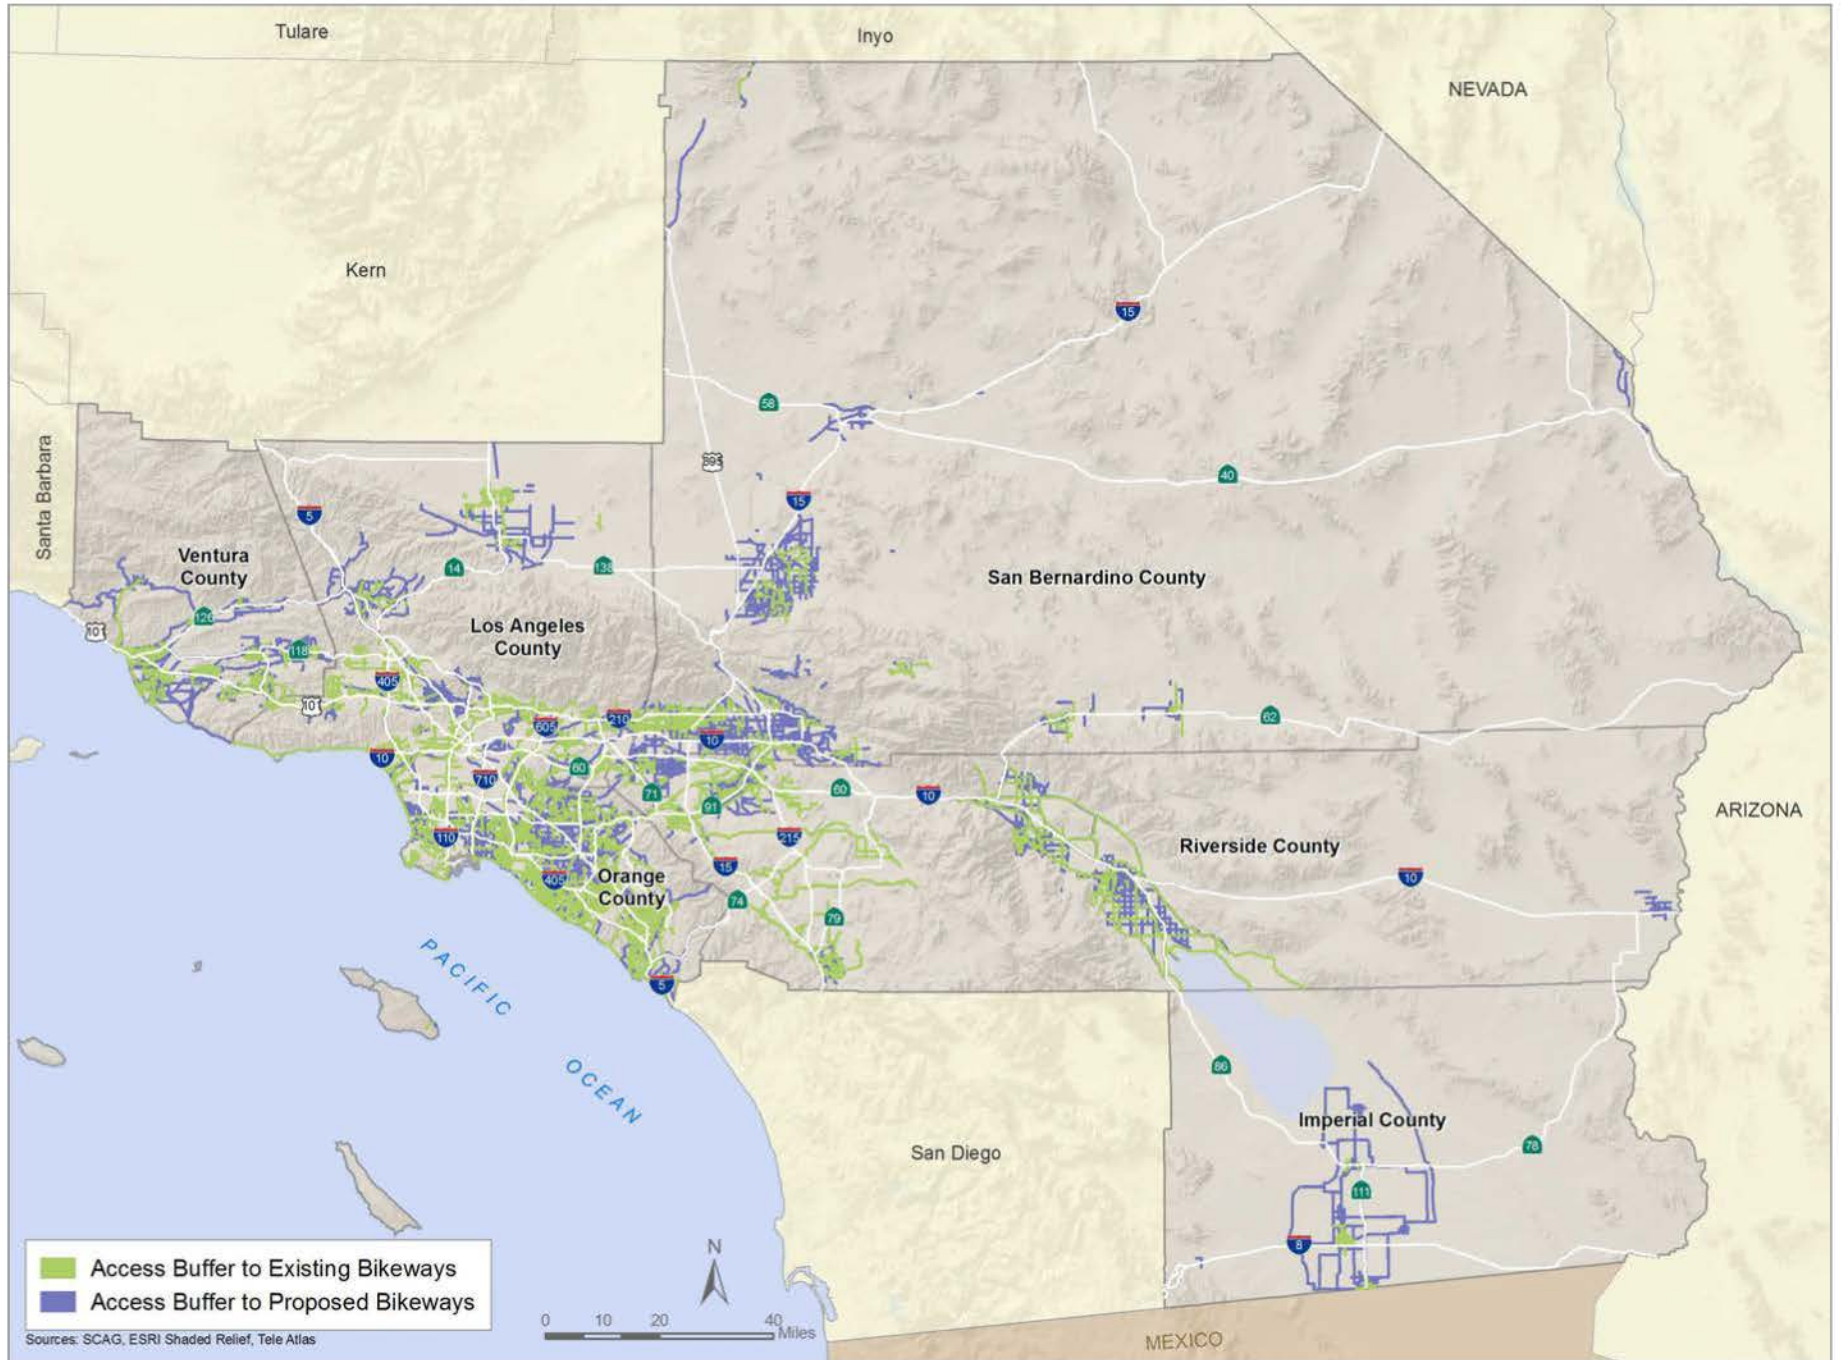 Tulare
Inyo
NEVADA
Kern
15
58
395
40
15
5
Santa Barbara
Ventura
County
14
138
San Bernardino County
126
101
Los Angeles
County
118
405
101
605
210
62
10
10
710
60
71
91
60
10
ARIZONA
110
215
Riverside County
15
405
Orange
County
74
10
79
PACIFIC
5
OCEAN
86
Imperial County
San Diego
78
111
8
N
Access Buffer to Existing Bikeways
Access Buffer to Proposed Bikeways
0 10 20 40 Miles
Sources: SCAG, ESRI Shaded Relief, Tele Atlas
MEXICO